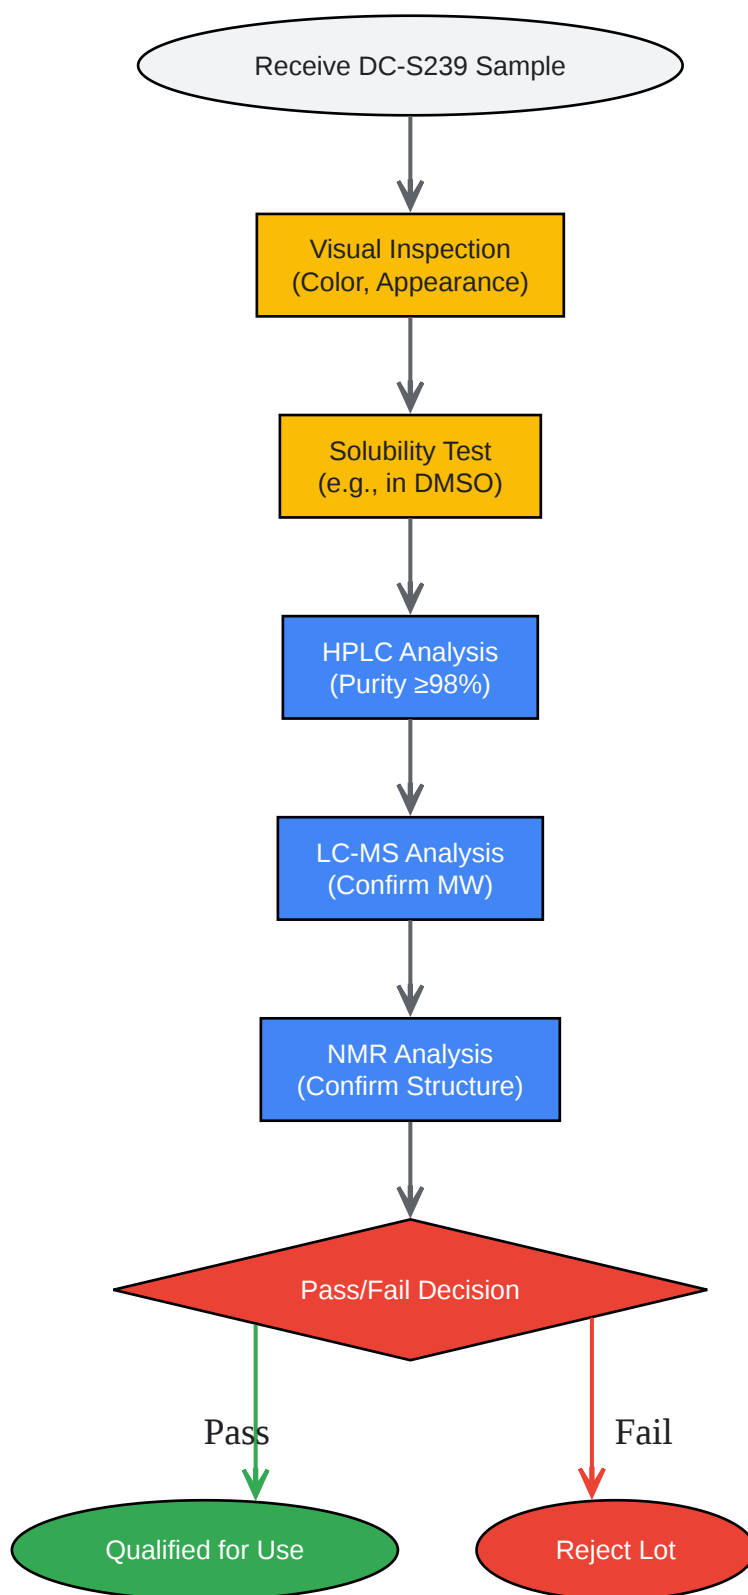 Receive DC-S239 Sample
Visual Inspection
(Color, Appearance)
Solubility Test
(e.g., in DMSO)
HPLC Analysis
(Purity ≥98%)
LC-MS Analysis
(Confirm MW)
NMR Analysis
(Confirm Structure)
Pass/Fail Decision
Pass
Fail
Qualified for Use
Reject Lot